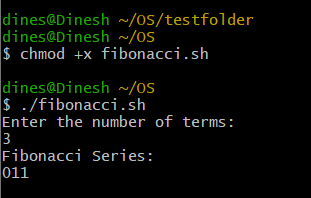 dines@Dinesh ~/OS/testfolder
dines@Dinesh ~/OS
$ chmod +x fibonacci.sh
dines@Dinesh ~/OS
$ ./fibonacci.sh
Enter the number of terms:
3
Fibonacci Series:
011